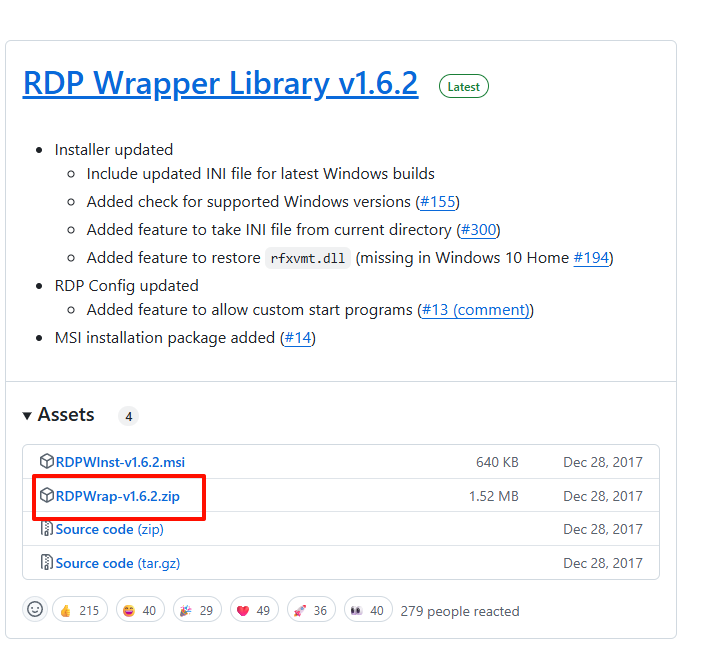 RDP Wrapper Library v1.6.2 Latest
Installer updated
Include updated INI file for latest Windows builds
Added check for supported Windows versions (#155)
Added feature to take INI file from current directory (#300)
Added feature to restore rfxvmt.dll (missing in Windows 10 Home #194)
RDP Config updated
Added feature to allow custom start programs (#13 (comment))
MSI installation package added (#14)
Assets 4
RDPWInst-v1.6.2.msi 640 KB Dec 28, 2017
RDPWrap-v1.6.2.zip 1.52 MB Dec 28, 2017
Source code (zip) Dec 28, 2017
Source code (tar.gz) Dec 28, 2017
215 40 29 49 36 40 279 people reacted